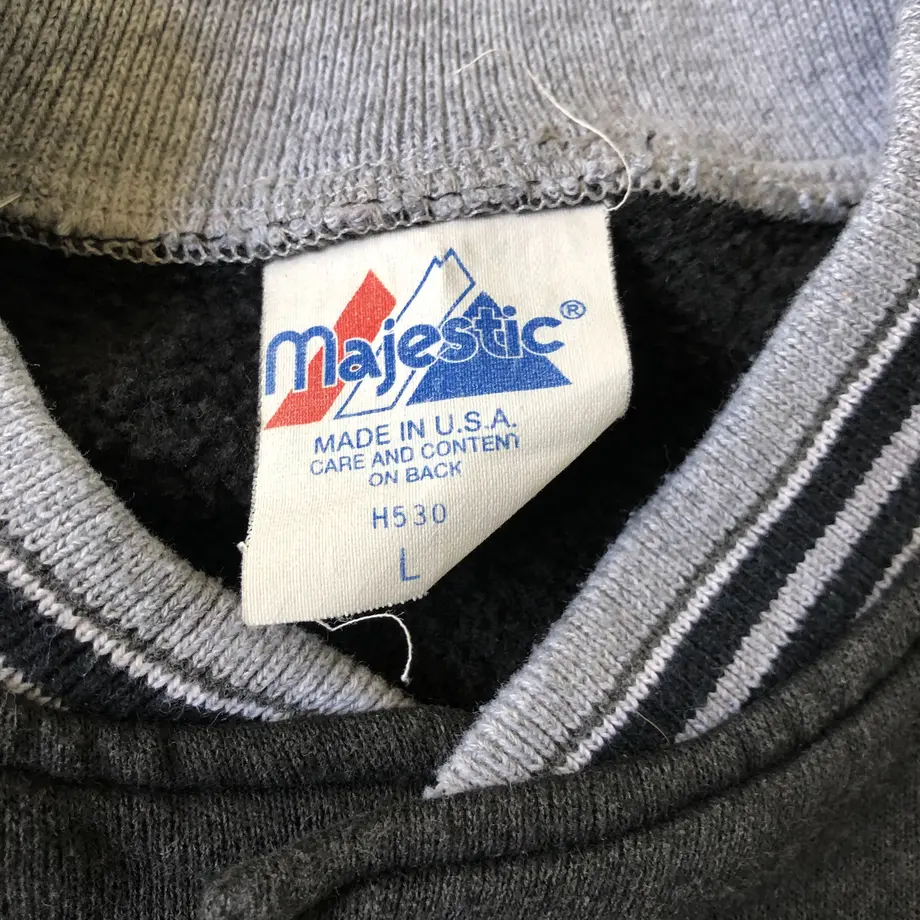 Majestic®
MADE IN U.S.A.
CARE AND CONTENT
ON BACK
H530
L